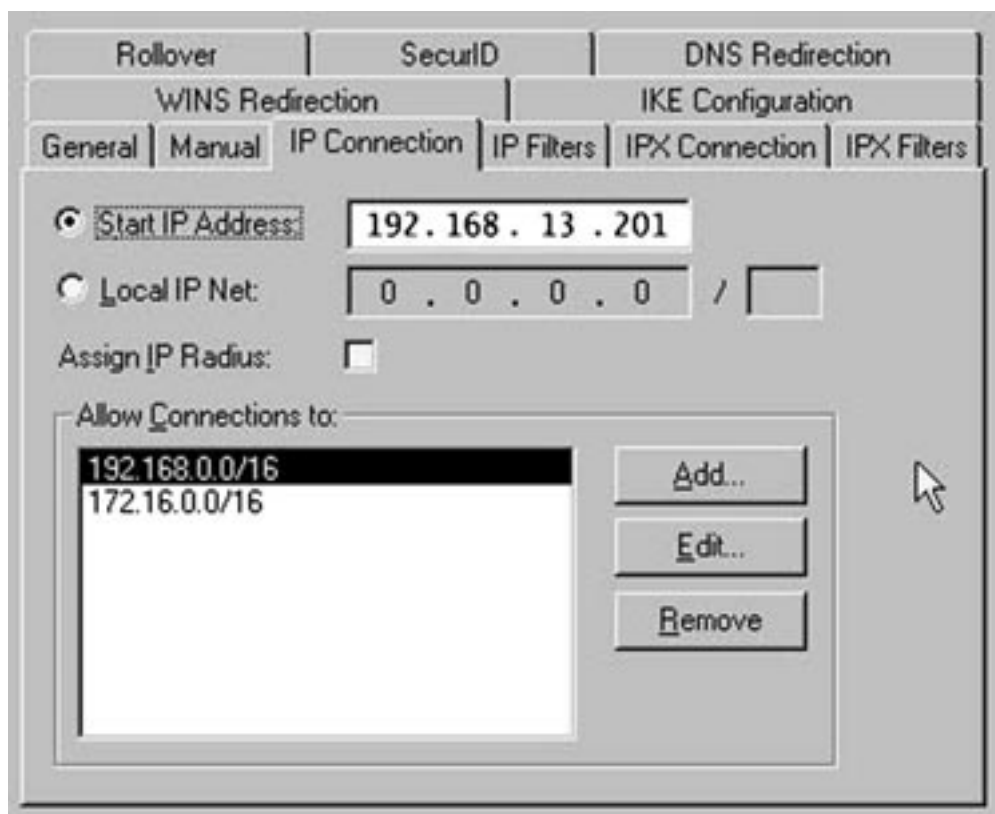 Rollover SecurID DNS Redirection
WINS Redirection IKE Configuration
General Manual IP Connection IP Filters IPX Connection IPX Filters
Start IP Address: 192.168.13.201
Local IP Net: 0.0.0.0 /
Assign IP Radius:
Allow Connections to:
192.168.0.0/16
172.16.0.0/16
Add...
Edit...
Remove